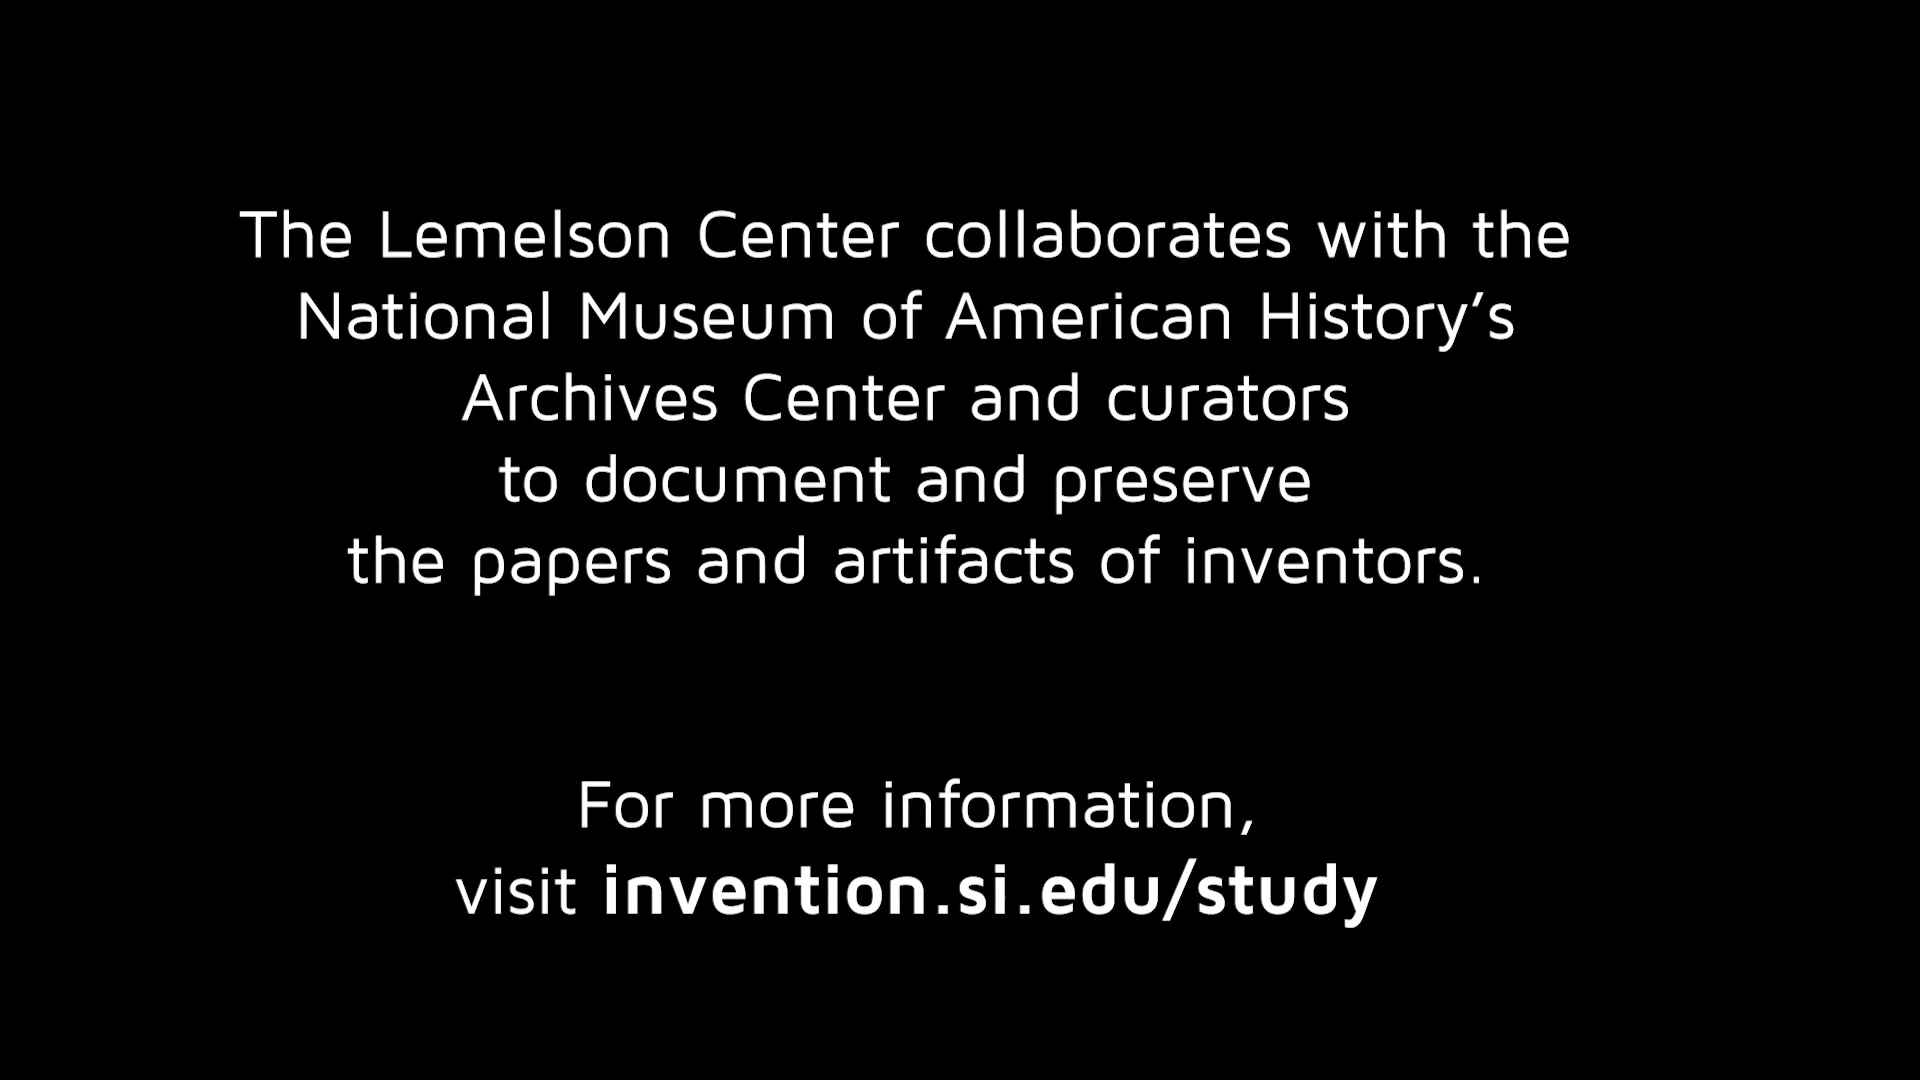 The Lemelson Center collaborates with the
National Museum of American History’s
Archives Center and curators
to document and preserve
the papers and artifacts of inventors.
For more information,
visit invention.si.edu/study